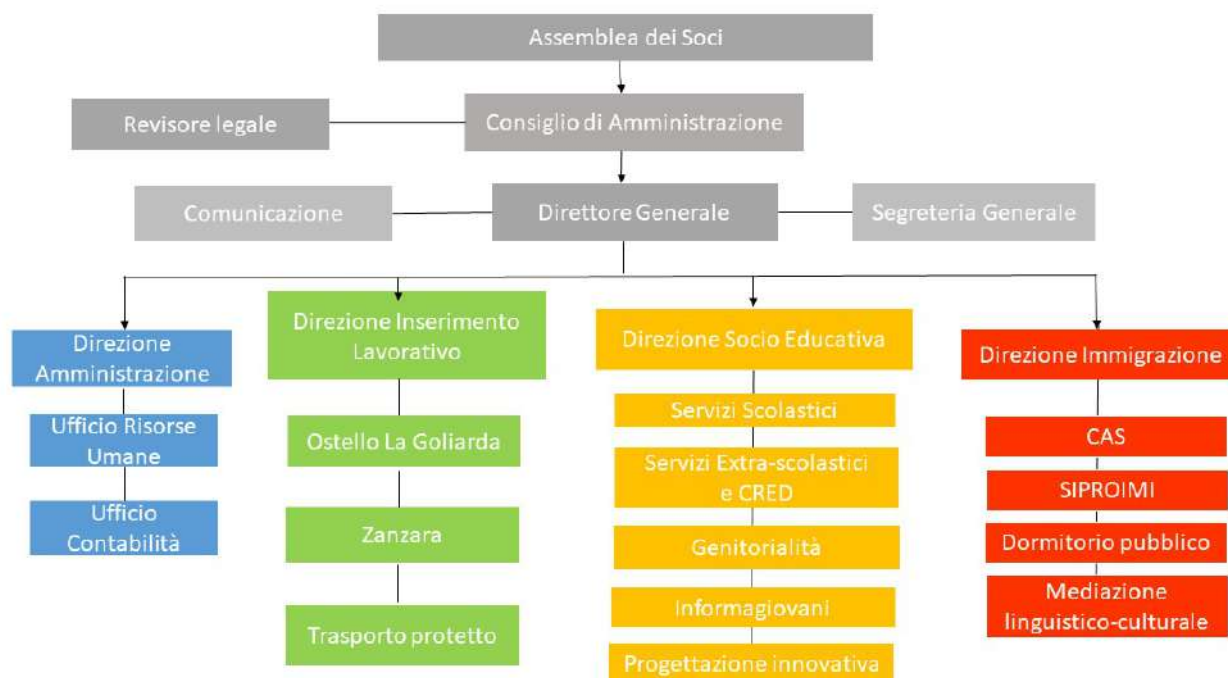 Assemblea dei Soci
Revisore legale
Consiglio di Amministrazione
Comunicazione
Direttore Generale
Segreteria Generale
Direzione
Amministrazione
Ufficio Risorse
Umane
Ufficio
Contabilità
Direzione Inserimento
Lavorativo
Ostello La Goliarda
Zanzara
Trasporto protetto
Direzione Socio Educativa
Servizi Scolastici
Servizi Extra-scolastici
e CRED
Genitorialità
Informagiovani
Progettazione innovativa
Direzione Immigrazione
CAS
SIPROIMI
Dormitorio pubblico
Mediazione
linguistico-culturale